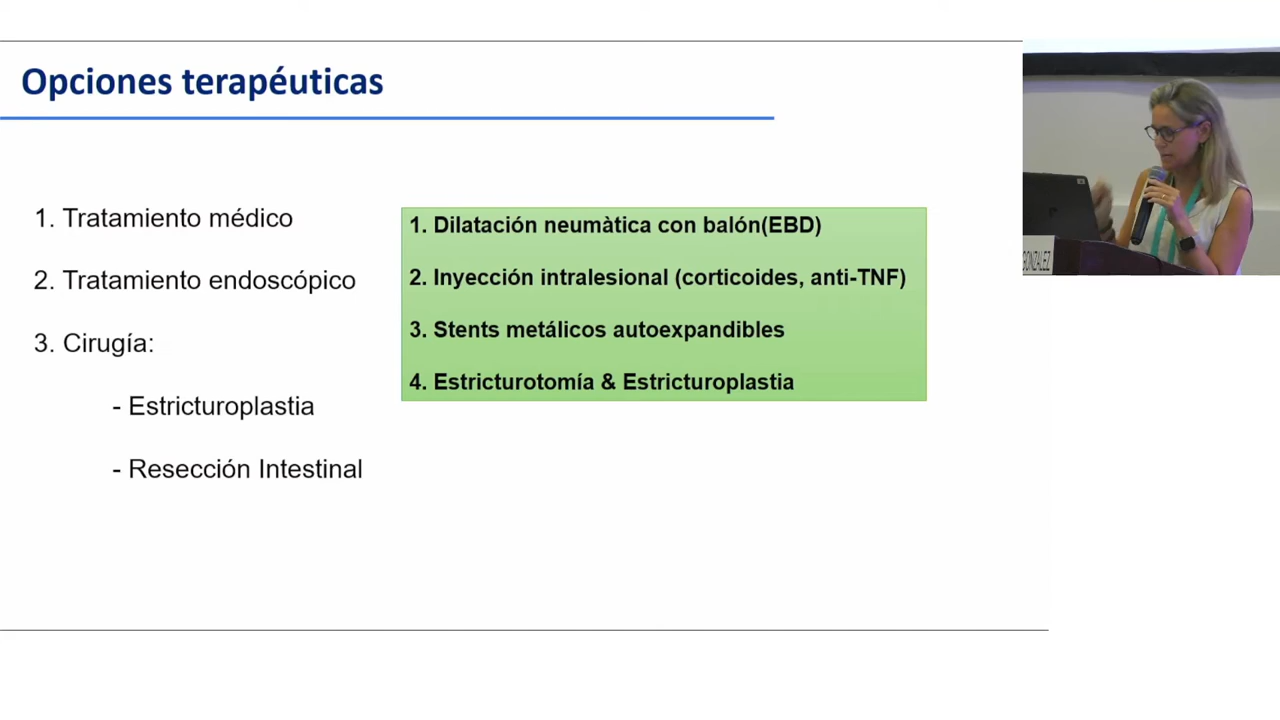 Opciones terapéuticas
1. Tratamiento médico
2. Tratamiento endoscópico
3. Cirugía:
- Estricturoplastia
- Resección Intestinal
1. Dilatación neumàtica con balón(EBD)
2. Inyección intralesional (corticoides, anti-TNF)
3. Stents metálicos autoexpandibles
4. Estricturotomía & Estricturoplastia
GONZALEZ